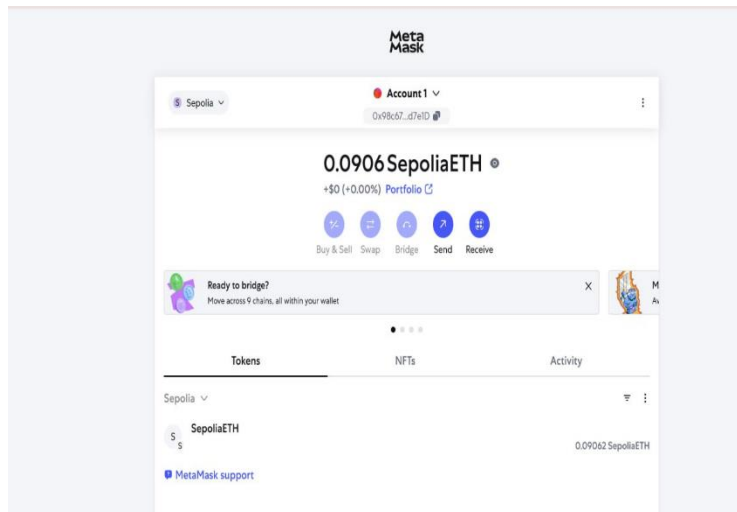 Meta
Mask
S Sepolia
Account 1
0x98c67...d7e1D
0.0906 SepoliaETH
+$0 (+0.00%) Portfolio
Buy & Sell Swap Bridge Send Receive
Ready to bridge?
Move across 9 chains, all within your wallet
X
M
Tokens NFTs Activity
Sepolia
S
S
SepoliaETH
0.09062 SepoliaETH
MetaMask support